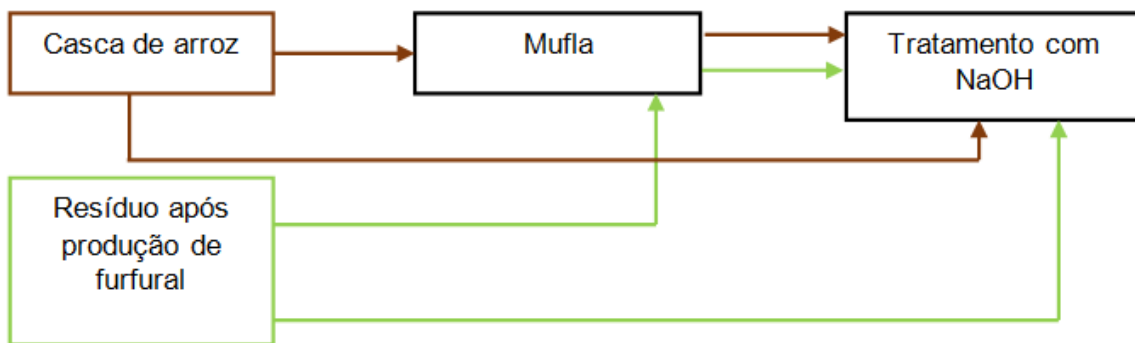 Casca de arroz
Mufla
Tratamento com
NaOH
Resíduo após
produção de
furfural